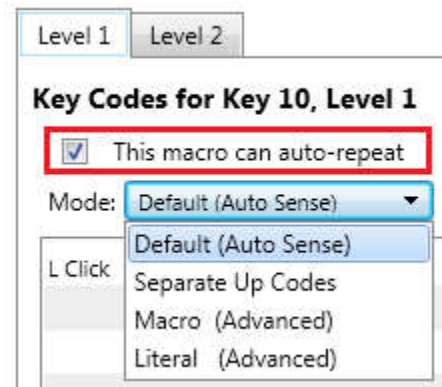 Level 1 Level 2
Key Codes for Key 10, Level 1
This macro can auto-repeat
Mode: Default (Auto Sense)
Default (Auto Sense)
L Click
Separate Up Codes
Macro (Advanced)
Literal (Advanced)